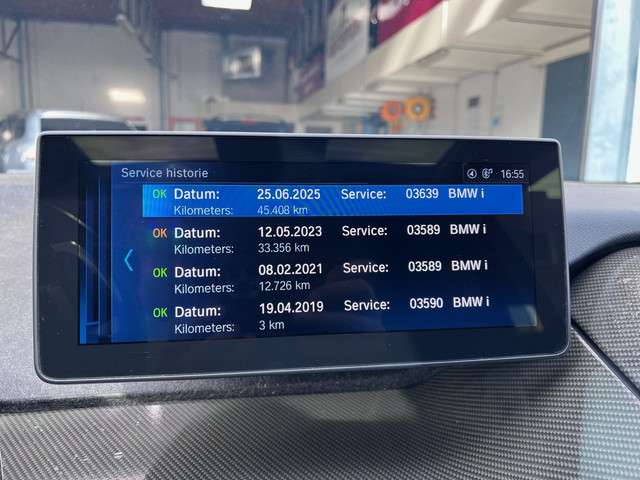 Service historie 16:55
OK Datum: 25.06.2025 Service: 03639 BMW i
Kilometers: 45.408 km
OK Datum: 12.05.2023 Service: 03589 BMW i
Kilometers: 33.356 km
OK Datum: 08.02.2021 Service: 03589 BMW i
Kilometers: 12.726 km
OK Datum: 19.04.2019 Service: 03590 BMW i
Kilometers: 3 km